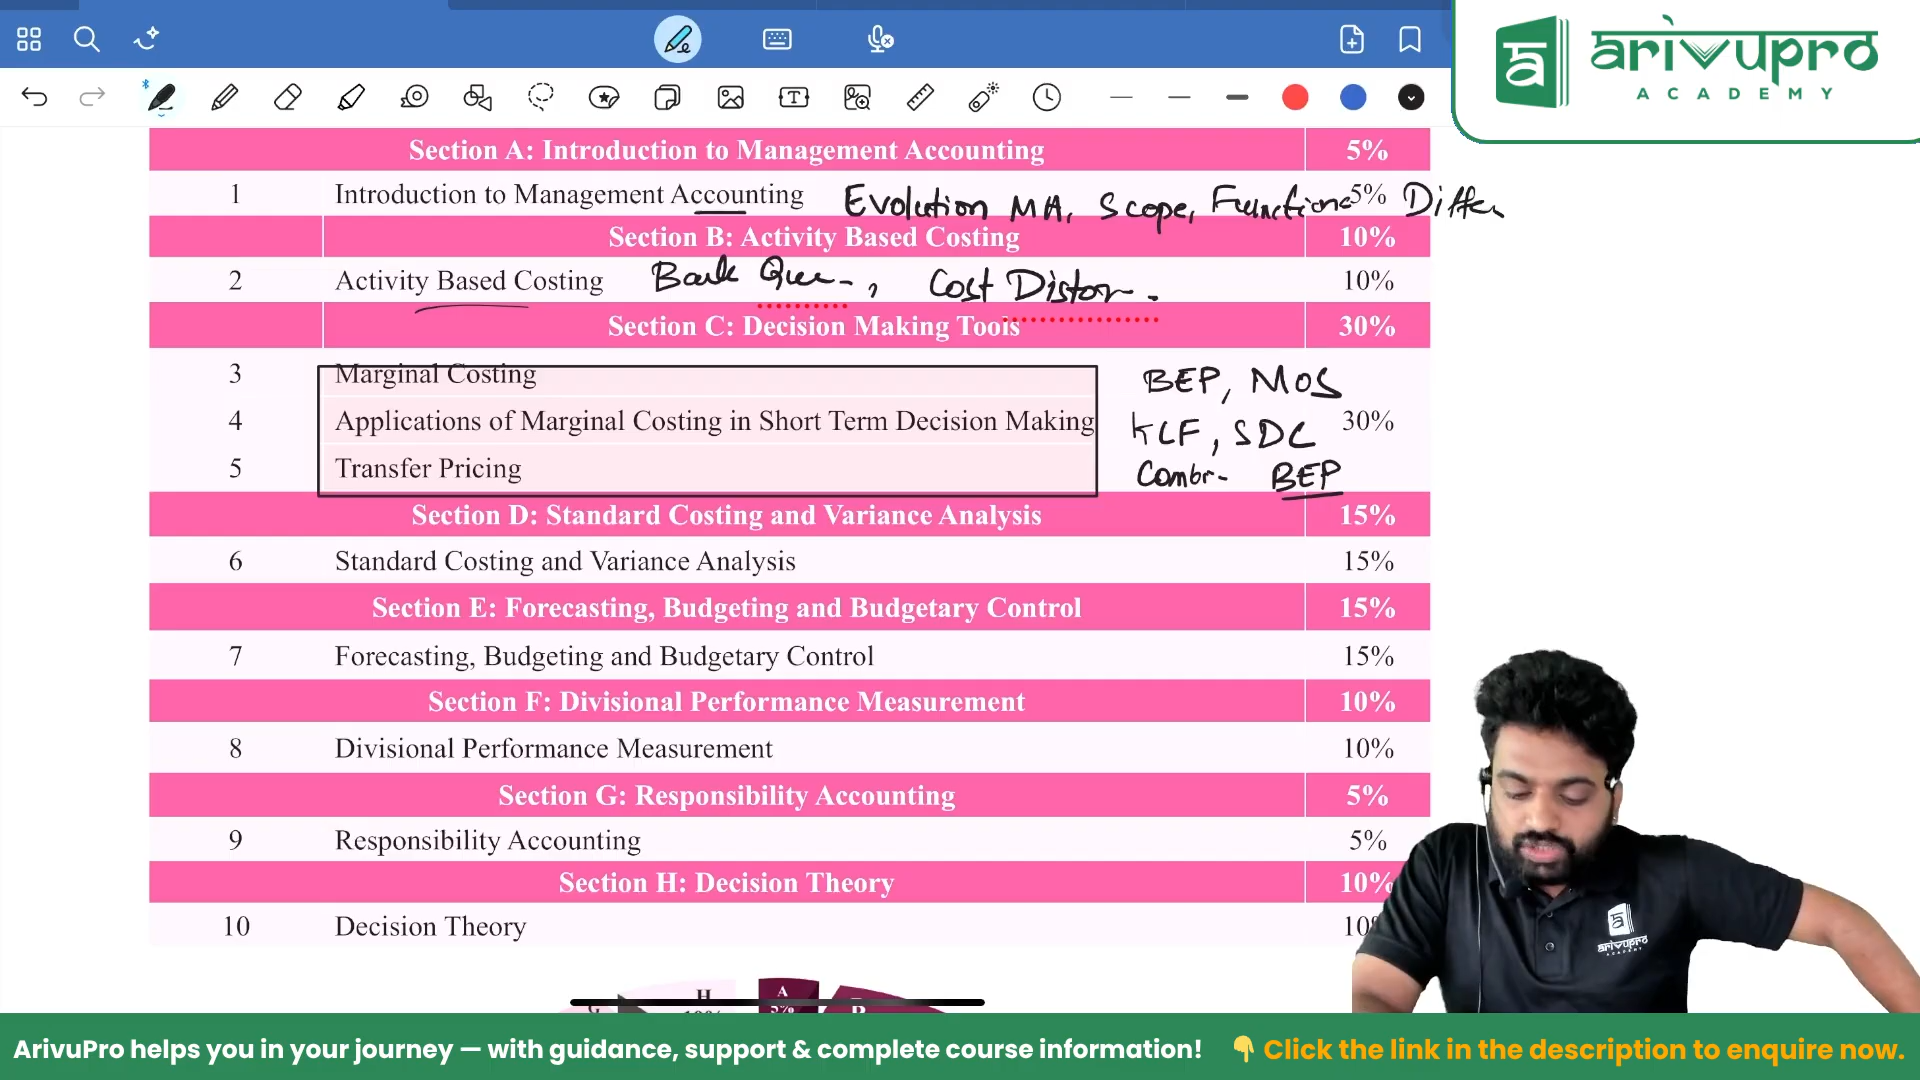 arivupro
ACADEMY
Section A: Introduction to Management Accounting 5%
1 Introduction to Management Accounting Evolution MA, Scope, Functions 5% Differ
Section B: Activity Based Costing 10%
2 Activity Based Costing Bank Que-, Cost Distor- 10%
Section C: Decision Making Tools 30%
3 Marginal Costing BEP, MOS
4 Applications of Marginal Costing in Short Term Decision Making KLF, SDC 30%
5 Transfer Pricing Combr- BEP
Section D: Standard Costing and Variance Analysis 15%
6 Standard Costing and Variance Analysis 15%
Section E: Forecasting, Budgeting and Budgetary Control 15%
7 Forecasting, Budgeting and Budgetary Control 15%
Section F: Divisional Performance Measurement 10%
8 Divisional Performance Measurement 10%
Section G: Responsibility Accounting 5%
9 Responsibility Accounting 5%
Section H: Decision Theory 10%
10 Decision Theory
H A
5%
arivupro
ArivuPro helps you in your journey — with guidance, support & complete course information! 👇 Click the link in the description to enquire now.